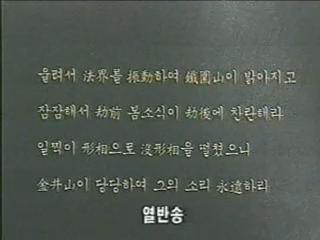 울려서 法界를 振動하여 鐵圍山이 밝아지고
잠잠해서 劫前 봄소식이 劫後에 찬란해라
일찍이 形相으로 沒形相을 떨쳤으니
金井山이 당당하여 그의 소리 永遠하리
열반송